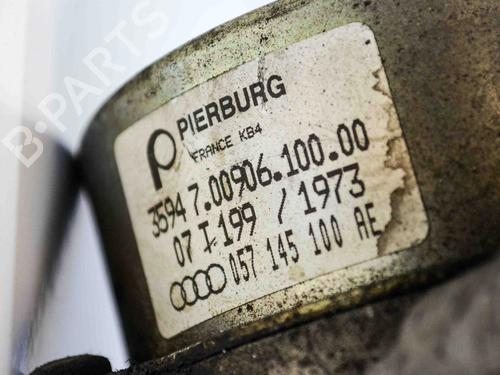 B-PARTS
PIERBURG
FRANCE KB4
3594 7.00906.100.00
07 I 199 / 1973
057 145 100 AE